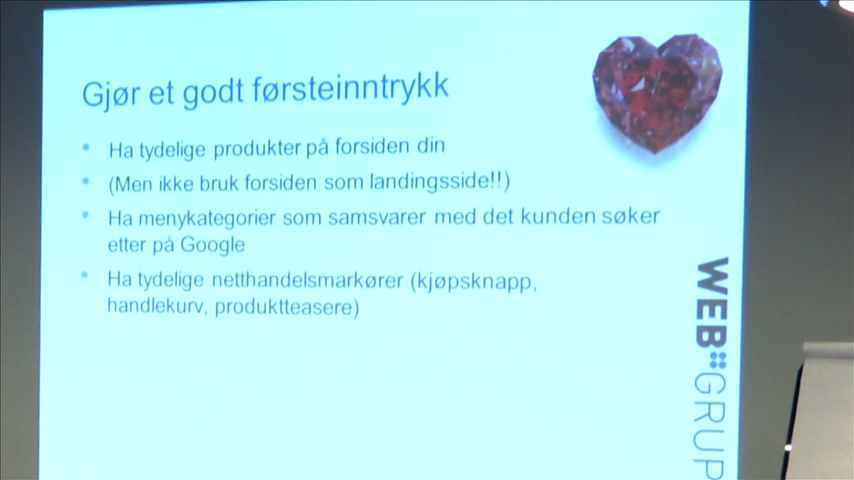 Gjør et godt førsteinntrykk
• Ha tydelige produkter på forsiden din
• (Men ikke bruk forsiden som landingsside!!)
• Ha menykategorier som samsvarer med det kunden søker
etter på Google
• Ha tydelige netthandelsmarkører (kjøpsknapp,
handlekurv, produktteasere)
WEB GRUP